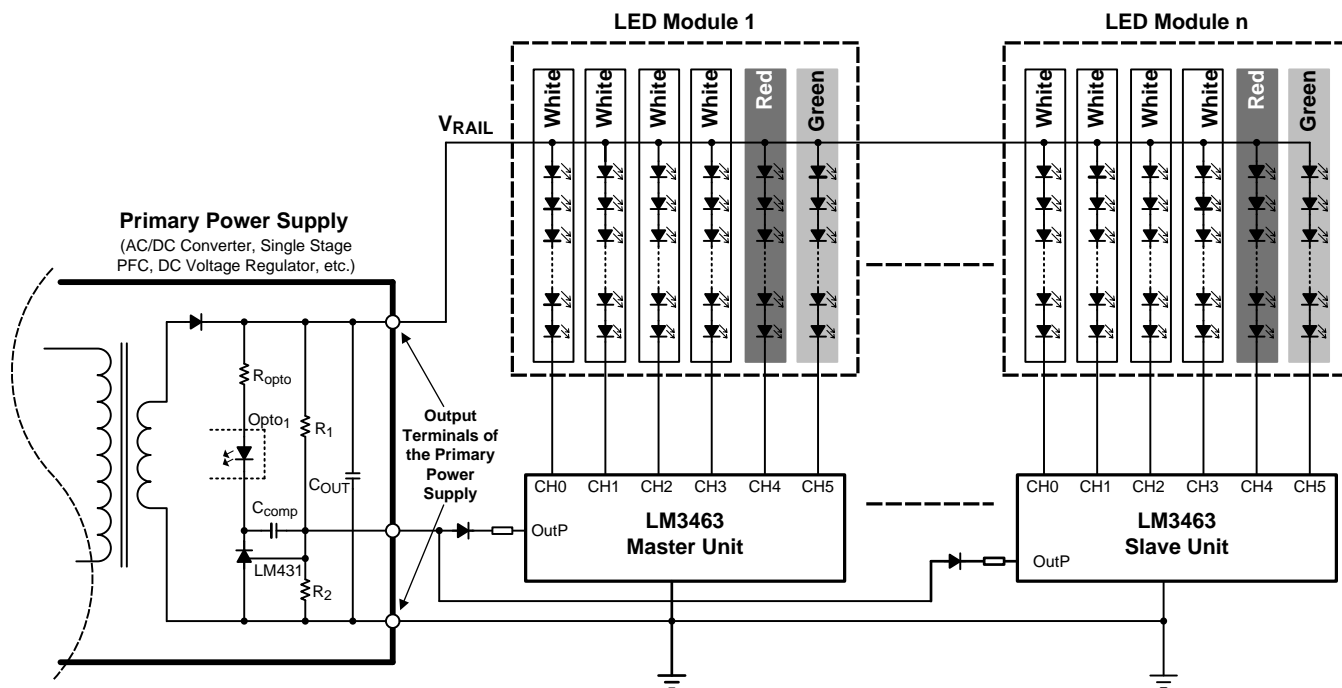 LED Module 1
LED Module n
White
White
White
White
Red
Green
White
White
White
White
Red
Green
VRAIL
Primary Power Supply
(AC/DC Converter, Single Stage
PFC, DC Voltage Regulator, etc.)
Ropto
Opto1
R1
COUT
Ccomp
LM431
R2
Output
Terminals of
the Primary
Power
Supply
CH0 CH1 CH2 CH3 CH4 CH5
OutP
LM3463
Master Unit
CH0 CH1 CH2 CH3 CH4 CH5
LM3463
Slave Unit
OutP